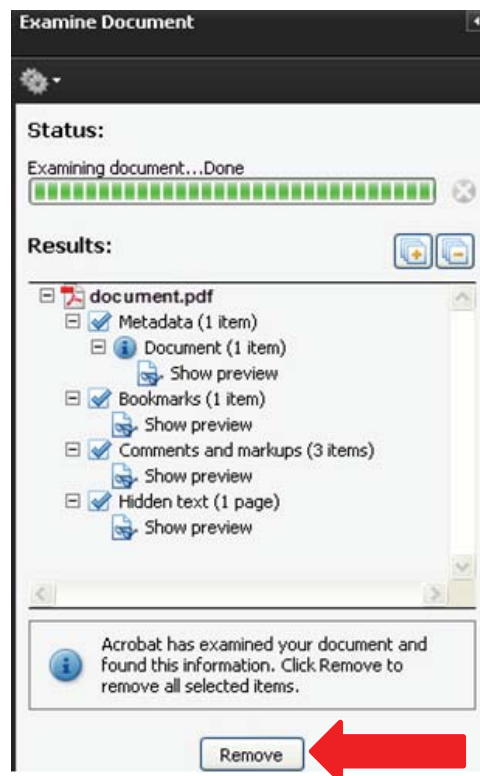 Examine Document
Status:
Examining document...Done
Results:
document.pdf
Metadata (1 item)
Document (1 item)
Show preview
Bookmarks (1 item)
Show preview
Comments and markups (3 items)
Show preview
Hidden text (1 page)
Show preview
Acrobat has examined your document and
found this information. Click Remove to
remove all selected items.
Remove